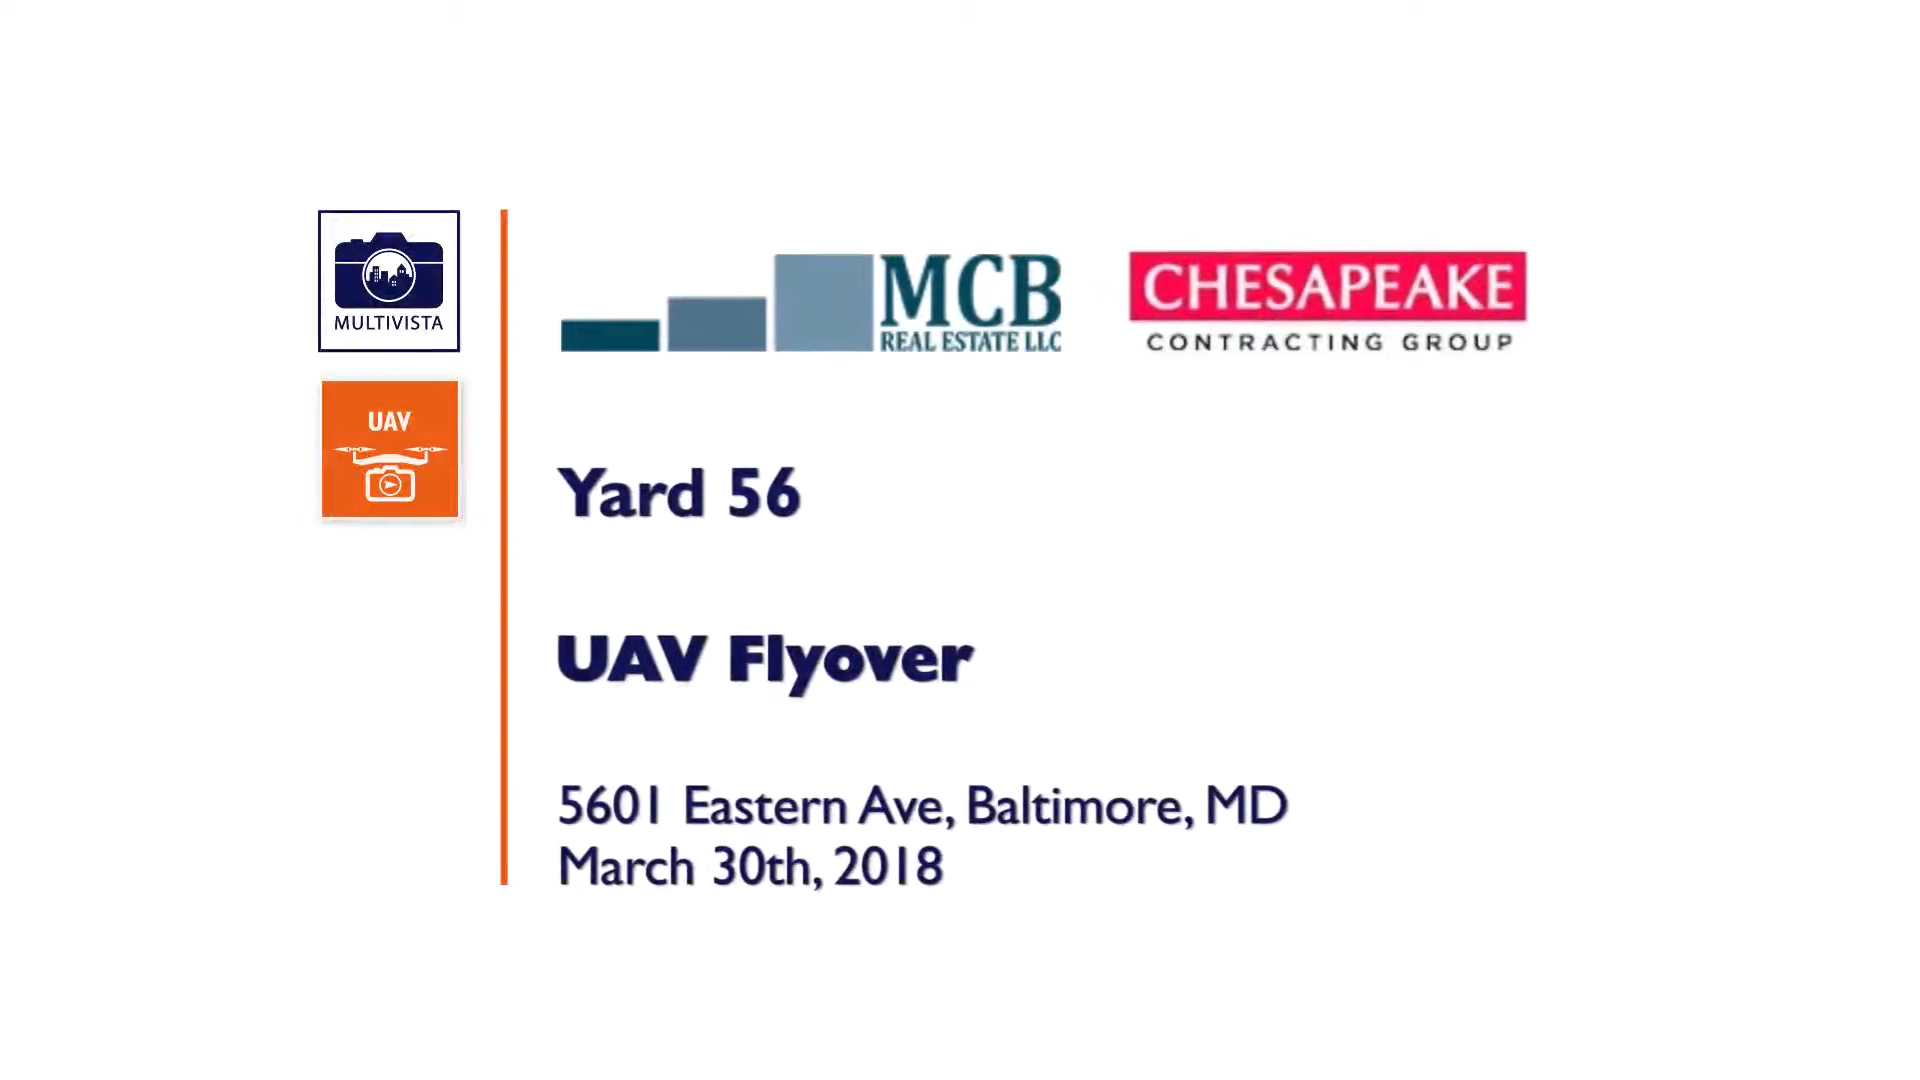 MULTIVISTA
UAV
MCB
REAL ESTATE LLC
CHESAPEAKE
CONTRACTING GROUP
Yard 56
UAV Flyover
5601 Eastern Ave, Baltimore, MD
March 30th, 2018